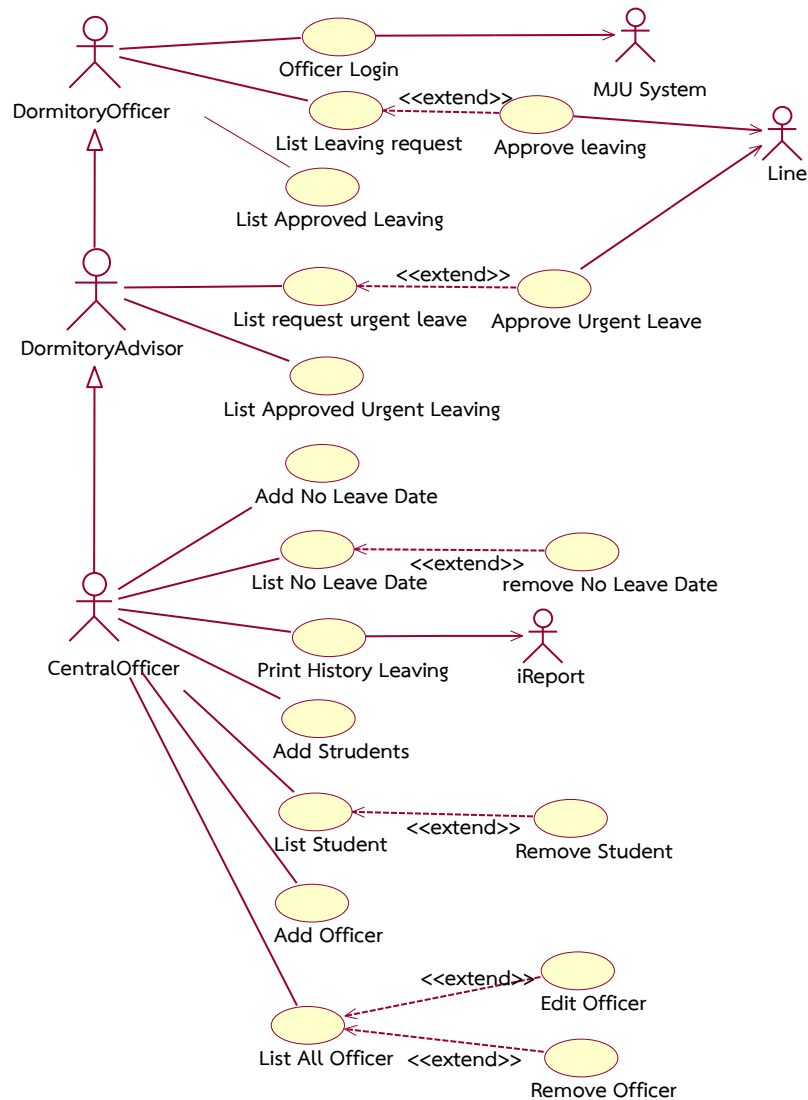 Officer Login
MJU System
DormitoryOfficer
<<extend>>
List Leaving request
Approve leaving
Line
List Approved Leaving
<<extend>>
List request urgent leave
Approve Urgent Leave
DormitoryAdvisor
List Approved Urgent Leaving
Add No Leave Date
<<extend>>
List No Leave Date
remove No Leave Date
CentralOfficer
Print History Leaving
iReport
Add Strudents
<<extend>>
List Student
Remove Student
Add Officer
<<extend>>
Edit Officer
List All Officer
<<extend>>
Remove Officer